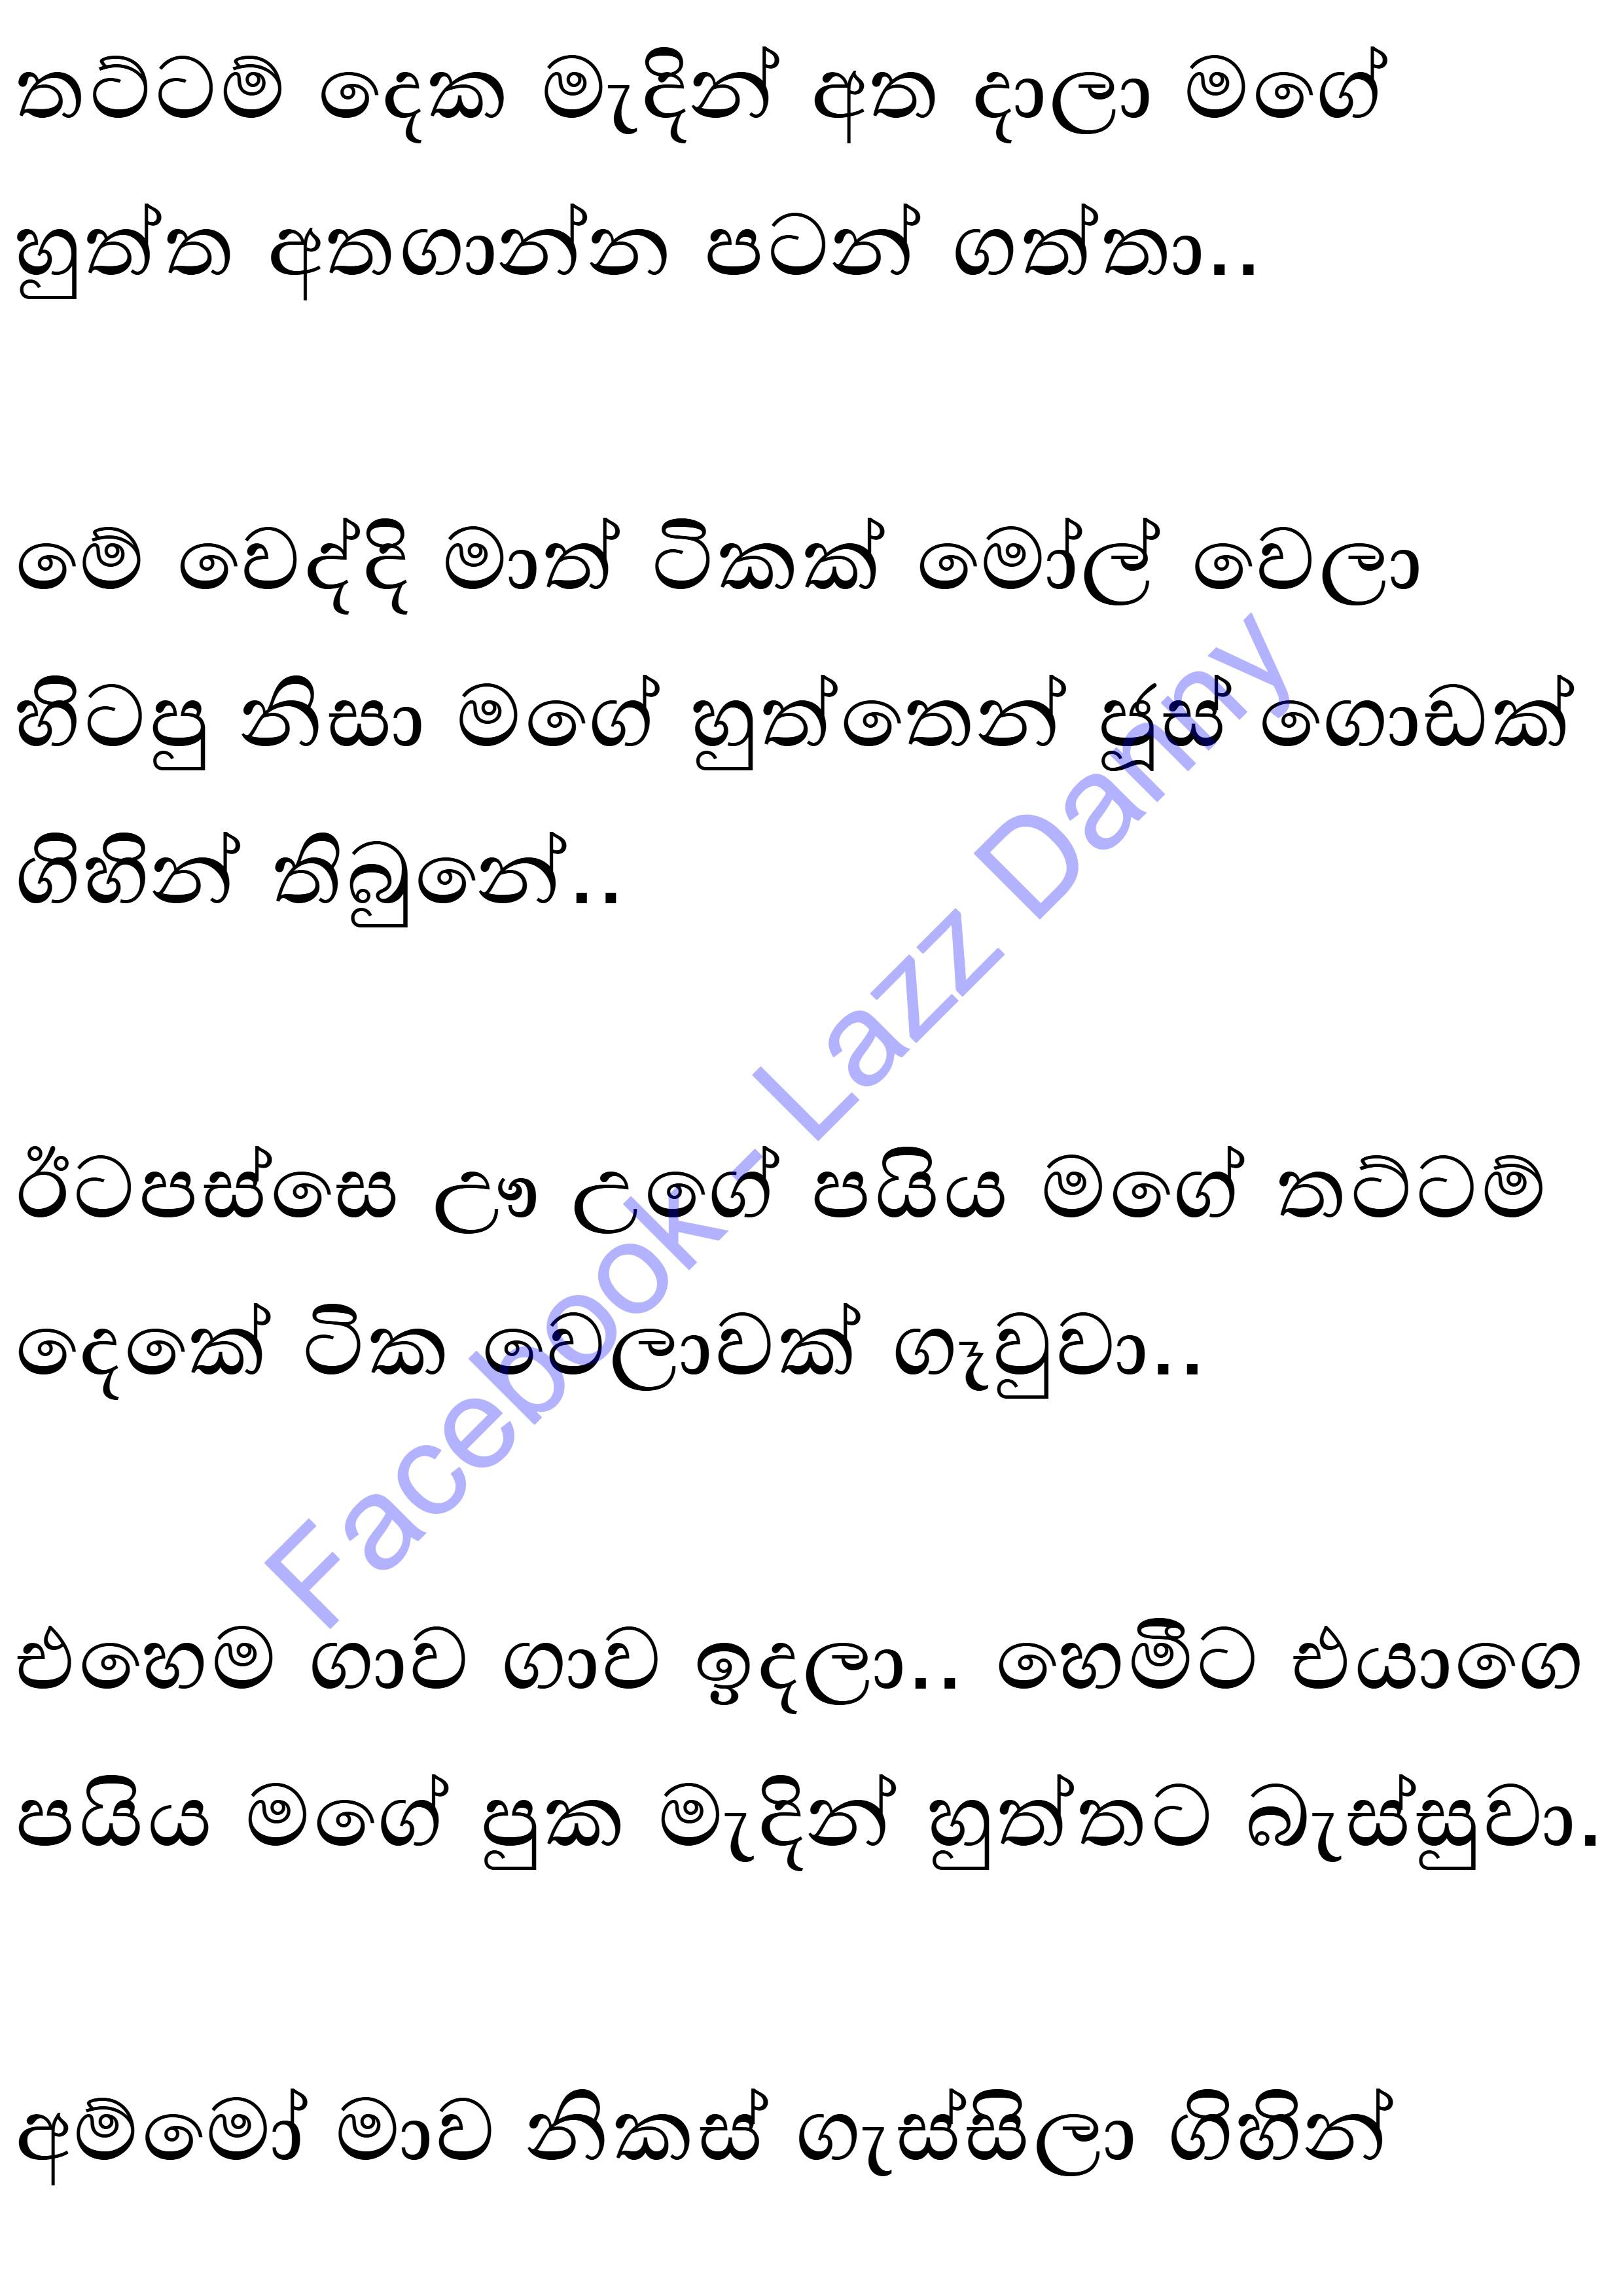 තට්ටම් දෙක මැදින් අත දාලා මගේ
හුත්ත අතගාන්න පටන් ගත්තා..
මේ වෙද්දි මාත් ටිකක් මෝල් වෙලා
හිටපු නිසා මගේ හුත්තෙන් ජූස් ගොඩක්
ගිහින් තිබුනේ..
ඊටපස්සෙ ඌ උගේ පයිය මගේ තට්ටම්
දෙකේ ටික වෙලාවක් ගෑවුවා..
එහෙම ගාව ගාව ඉදලා.. හෙමීට එයාගෙ
පයිය මගේ පුක මැදින් හුත්තට බැස්සුවා.
අම්මෝ මාව නිකස් ගැස්සිලා ගිහින්
Facebook- Lazz Danny